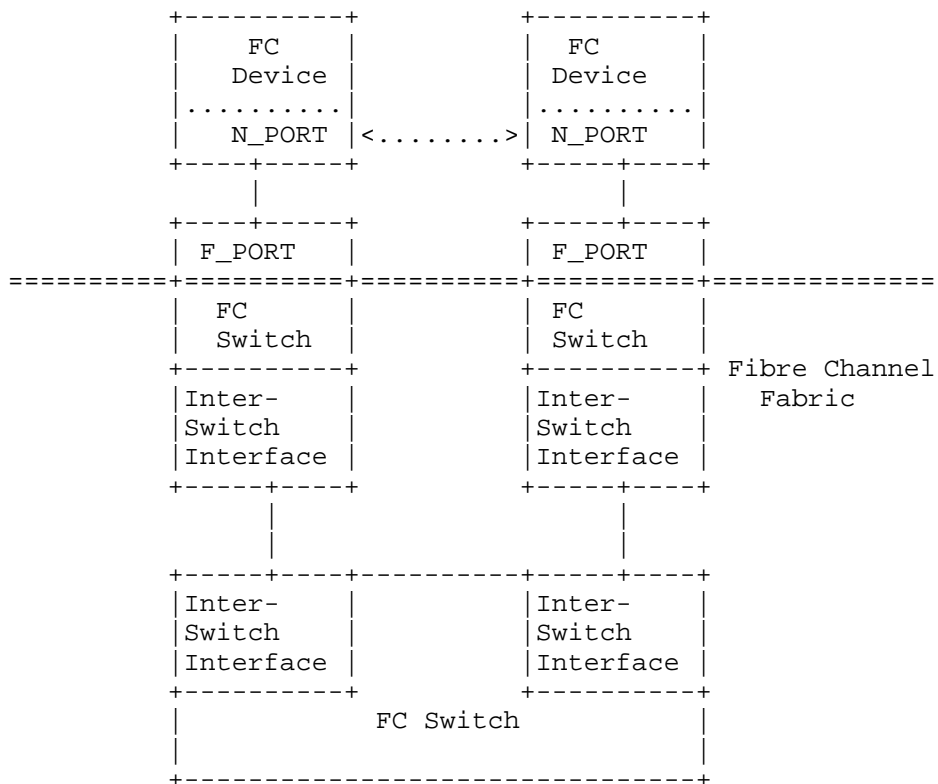 FC FC
Device Device
N_PORT <........> N_PORT
F_PORT F_PORT
FC FC
Switch Switch
Fibre Channel
Inter- Inter- Fabric
Switch Switch
Interface Interface
Inter- Inter-
Switch Switch
Interface Interface
FC Switch